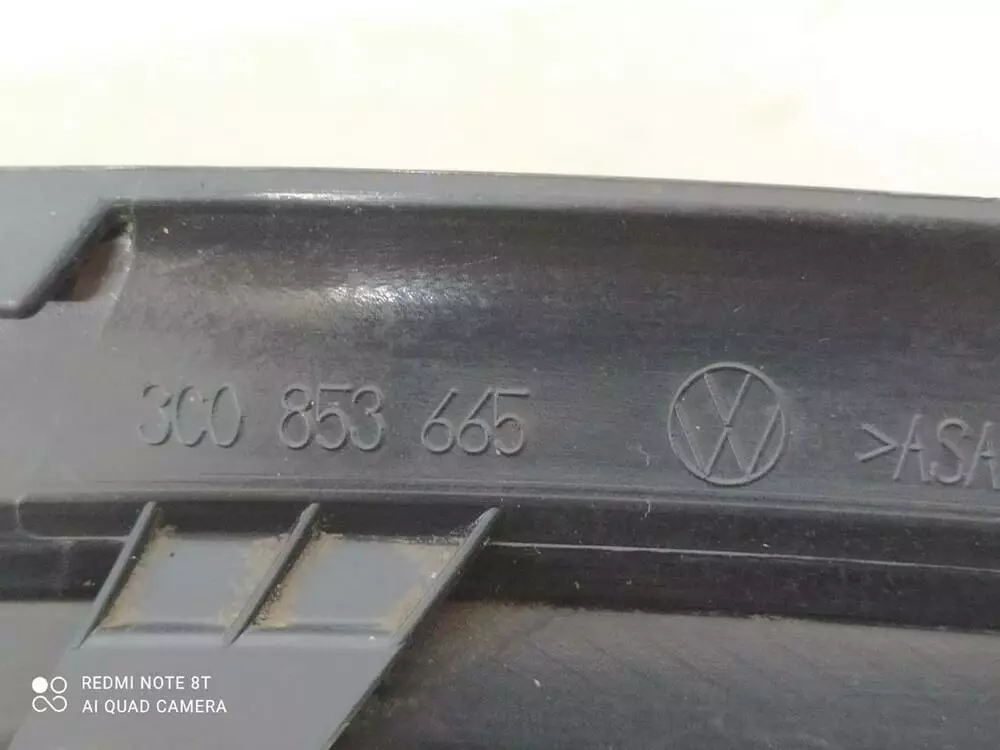 3C0 853 665 >ASA
REDMI NOTE 8T
AI QUAD CAMERA